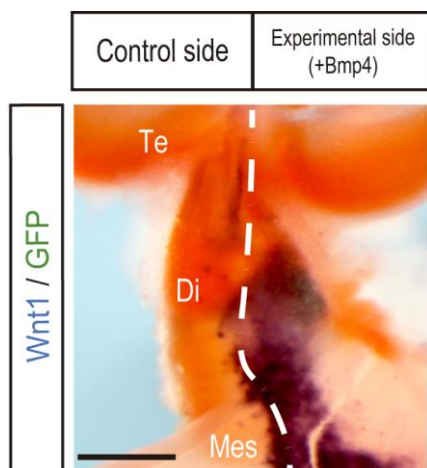 Control side
Experimental side
(+Bmp4)
Wnt1 / GFP
Te
Di
Mes